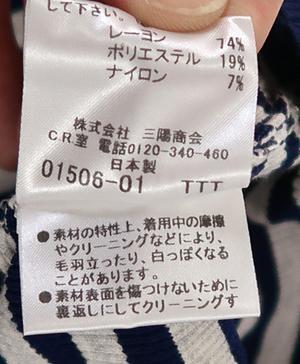 して下さい。
レーヨン 74%
ポリエステル 19%
ナイロン 7%
株式会社 三陽商会
C.R.室 電話0120-340-460
日本製
01506-01 TTT
●素材の特性上、着用中の摩擦
やクリーニングなどにより、
毛羽立ったり、白っぽくなる
ことがあります。
●素材表面を傷つけないために
裏返しにしてクリーニングす